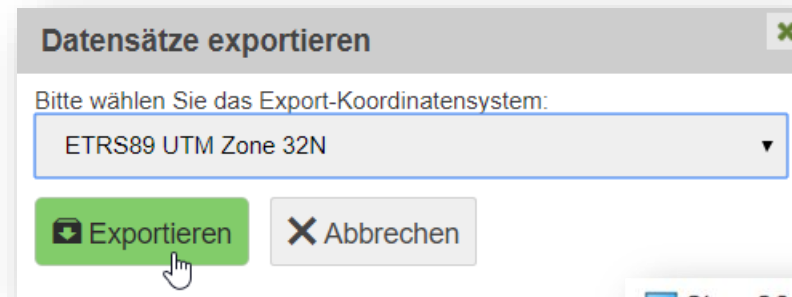 Datensätze exportieren
Bitte wählen Sie das Export-Koordinatensystem:
ETRS89 UTM Zone 32N
Exportieren
Abbrechen